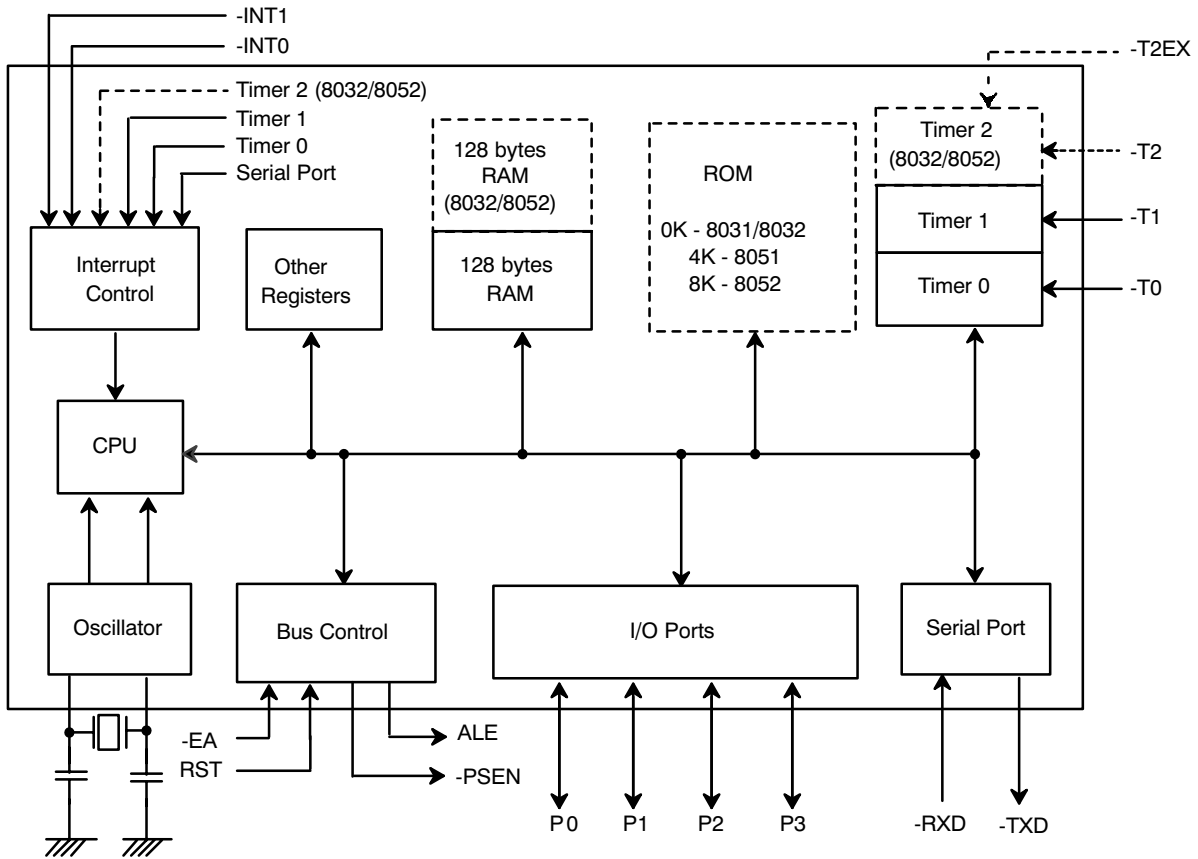 -INT1
-INT0
-T2EX
Timer 2 (8032/8052)
Timer 1
Timer 0
Serial Port
128 bytes
RAM
(8032/8052)
128 bytes
RAM
ROM
0K - 8031/8032
4K - 8051
8K - 8052
Timer 2
(8032/8052)
Timer 1
Timer 0
-T2
-T1
-T0
Interrupt
Control
Other
Registers
CPU
Oscillator
Bus Control
I/O Ports
Serial Port
-EA
RST
ALE
-PSEN
P0
P1
P2
P3
-RXD
-TXD